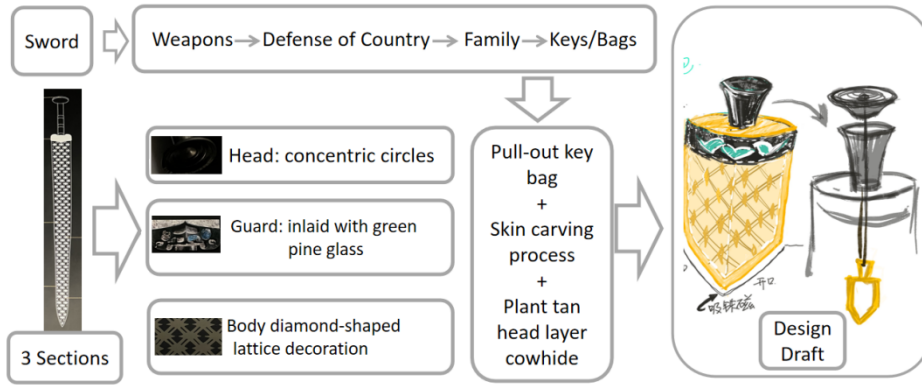 Sword
Weapons→Defense of Country→Family→Keys/Bags
3 Sections
Head: concentric circles
Guard: inlaid with green
pine glass
Body diamond-shaped
lattice decoration
Pull-out key
bag
+
Skin carving
process
+
Plant tan
head layer
cowhide
开口
吸铁磁
Design
Draft